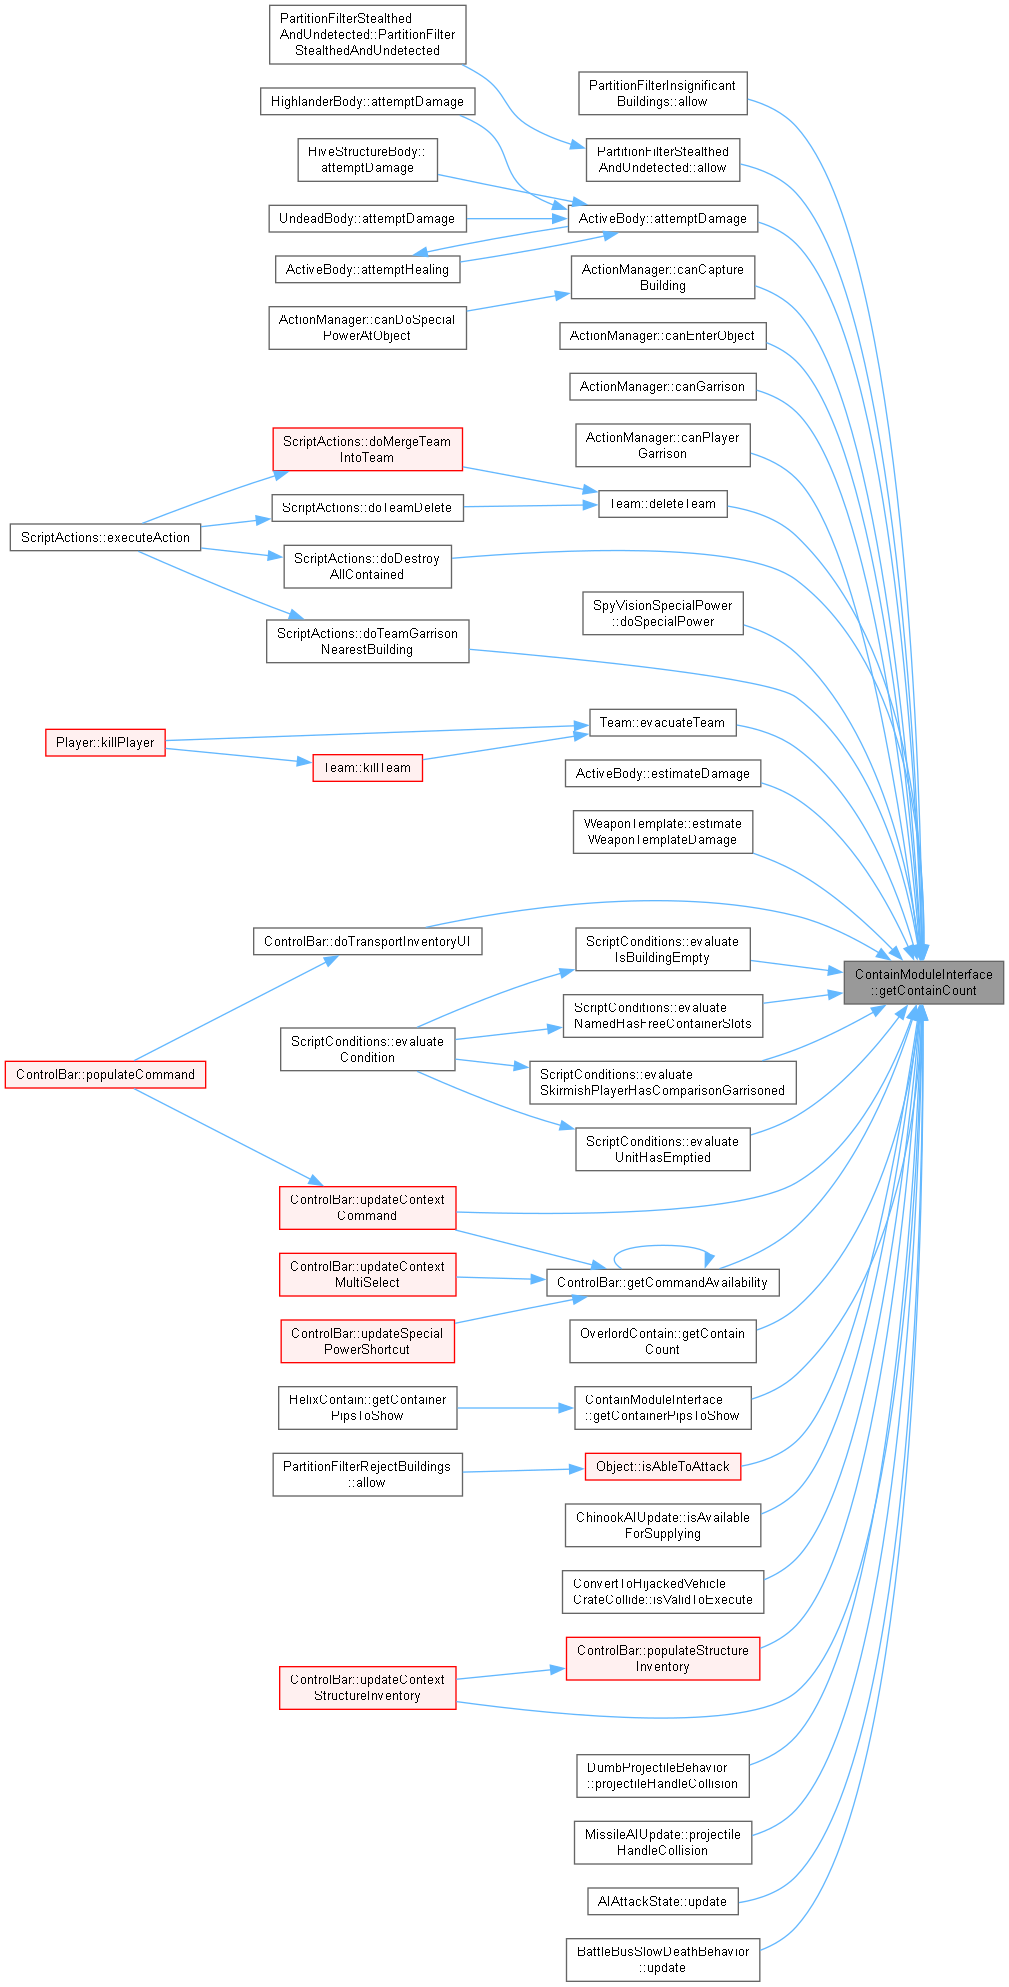 PartitionFilterStealthed
AndUndetected::PartitionFilter
StealthedAndUndetected
PartitionFilterInsignificant
Buildings::allow
HighlanderBody::attemptDamage
HiveStructureBody::
attemptDamage
PartitionFilterStealthed
AndUndetected::allow
UndeadBody::attemptDamage
ActiveBody::attemptDamage
ActiveBody::attemptHealing
ActionManager::canCapture
Building
ActionManager::canDoSpecial
PowerAtObject
ActionManager::canEnterObject
ActionManager::canGarrison
ActionManager::canPlayer
Garrison
ScriptActions::doMergeTeam
IntoTeam
Team::deleteTeam
ScriptActions::doTeamDelete
ScriptActions::executeAction
ScriptActions::doDestroy
AllContained
SpyVisionSpecialPower
::doSpecialPower
ScriptActions::doTeamGarrison
NearestBuilding
Team::evacuateTeam
Player::killPlayer
Team::killTeam
ActiveBody::estimateDamage
WeaponTemplate::estimate
WeaponTemplateDamage
ControlBar::doTransportInventoryUI
ScriptConditions::evaluate
IsBuildingEmpty
ContainModuleInterface
::getContainCount
ScriptConditions::evaluate
NamedHasFreeContainerSlots
ScriptConditions::evaluate
Condition
ControlBar::populateCommand
ScriptConditions::evaluate
SkirmishPlayerHasComparisonGarrisoned
ScriptConditions::evaluate
UnitHasEmptied
ControlBar::updateContext
Command
ControlBar::updateContext
MultiSelect
ControlBar::getCommandAvailability
ControlBar::updateSpecial
PowerShortcut
OverlordContain::getContain
Count
HelixContain::getContainer
PipsToShow
ContainModuleInterface
::getContainerPipsToShow
PartitionFilterRejectBuildings
::allow
Object::isAbleToAttack
ChinookAIUpdate::isAvailable
ForSupplying
ConvertToHijackedVehicle
CrateCollide::isValidToExecute
ControlBar::populateStructure
Inventory
ControlBar::updateContext
StructureInventory
DumbProjectileBehavior
::projectileHandleCollision
MissileAIUpdate::projectile
HandleCollision
AIAttackState::update
BattleBusSlowDeathBehavior
::update